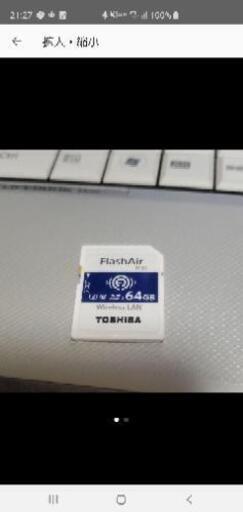 21:27 100%
拡大・縮小
FlashAir
64GB
Wireless LAN
TOSHIBA